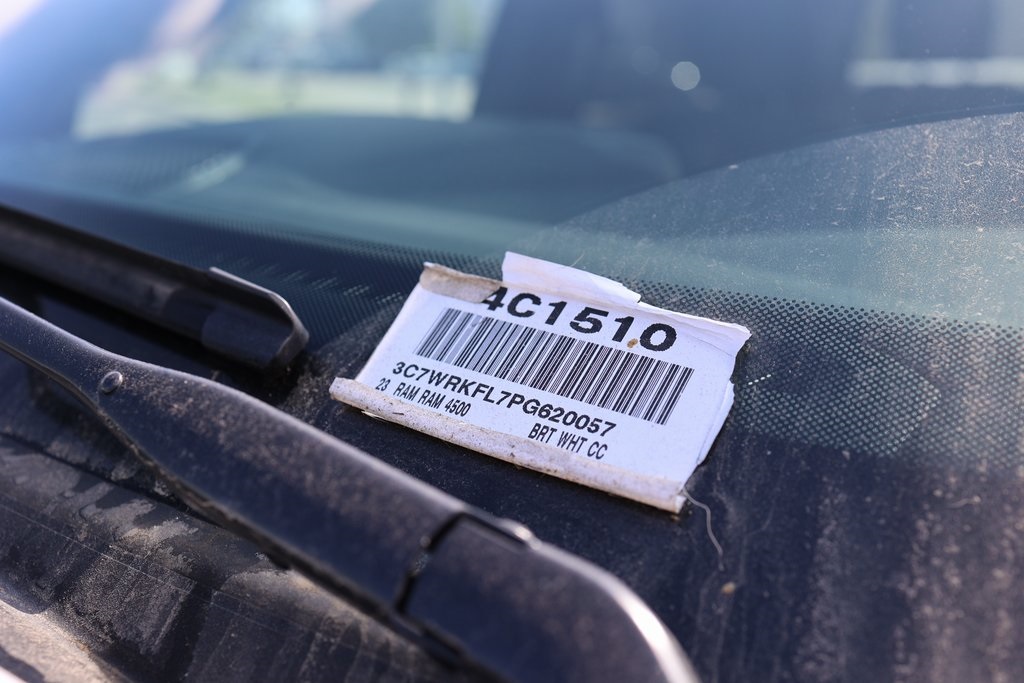 4C1510
3C7WRKFL7PG620057
23 RAM RAM 4500
BRT WHT CC